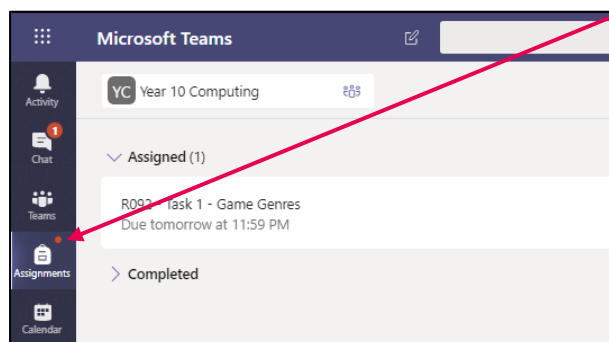 Microsoft Teams
Activity
YC Year 10 Computing
1
Chat
Assigned (1)
Teams
R092 - Task 1 - Game Genres
Due tomorrow at 11:59 PM
Assignments
Completed
Calendar